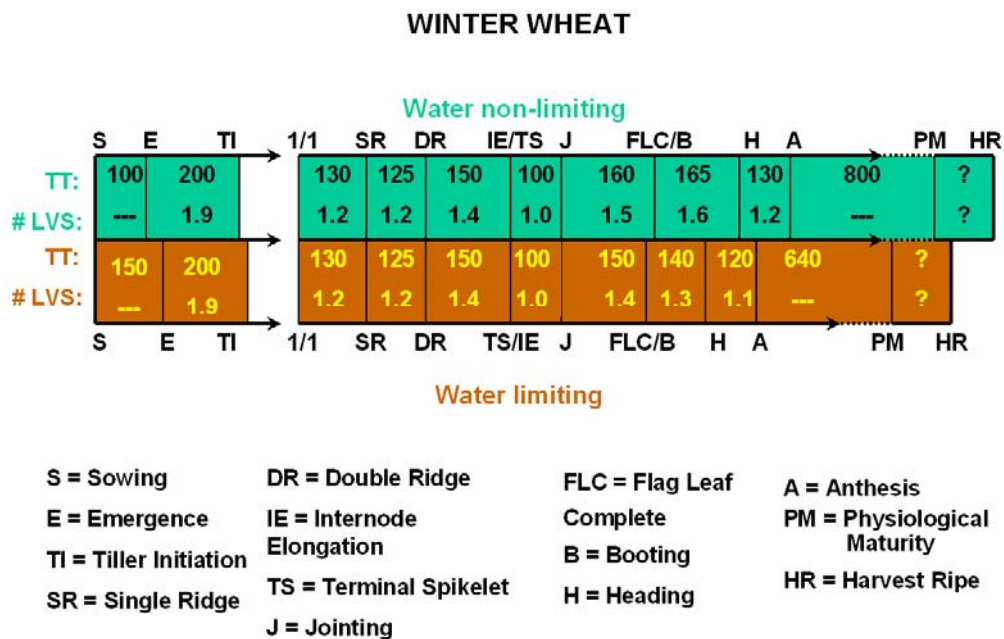 WINTER WHEAT
Water non-limiting
S E TI 1/1 SR DR IE/TS J FLC/B H A PM HR
TT: 100 200 130 125 150 100 160 165 130 800 ?
# LVS: --- 1.9 1.2 1.2 1.4 1.0 1.5 1.6 1.2 --- ?
TT: 150 200 130 125 150 100 150 140 120 640 ?
# LVS: --- 1.9 1.2 1.2 1.4 1.0 1.4 1.3 1.1 --- ?
S E TI 1/1 SR DR TS/IE J FLC/B H A PM HR
Water limiting
S = Sowing
E = Emergence
TI = Tiller Initiation
SR = Single Ridge
DR = Double Ridge
IE = Internode
Elongation
TS = Terminal Spikelet
J = Jointing
FLC = Flag Leaf
Complete
B = Booting
H = Heading
A = Anthesis
PM = Physiological
Maturity
HR = Harvest Ripe